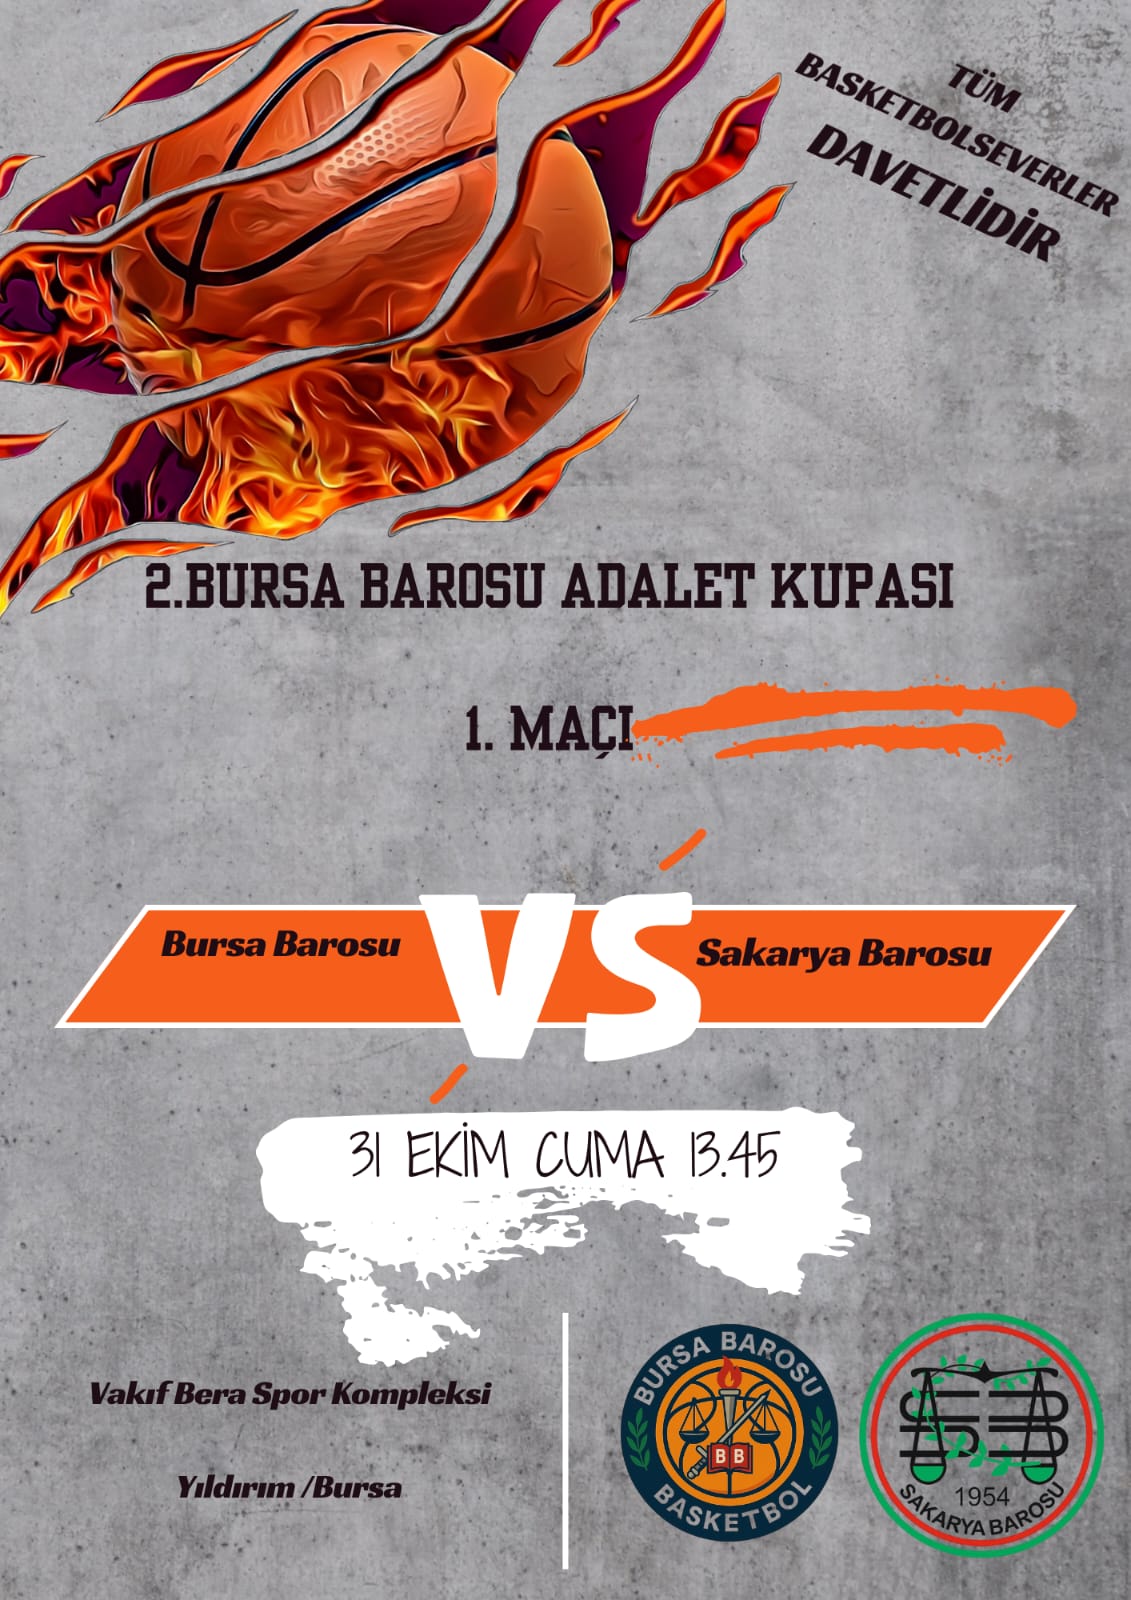 TÜM
BASKETBOLSEVERLER
DAVETLİDİR
2.BURSA BAROSU ADALET KUPASI
1. MAÇI
VS
Bursa Barosu
Sakarya Barosu
31 EKİM CUMA 13.45
Vakıf Bera Spor Kompleksi
Yıldırım /Bursa
BURSA BAROSU
B B
BASKETBOL
SB
1954
SAKARYA BAROSU